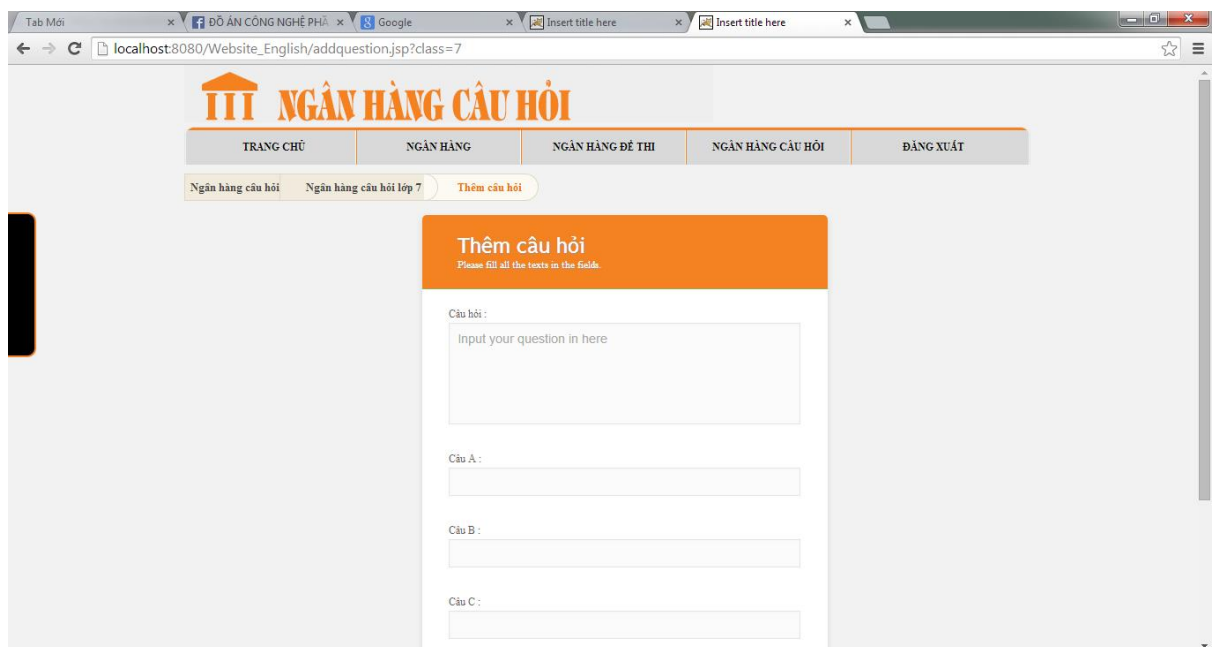 Tab Mới
ĐỒ ÁN CÔNG NGHỆ PHẦ
Google
Insert title here
Insert title here
localhost:8080/Website_English/addquestion.jsp?class=7
NGÂN HÀNG CÂU HỎI
TRANG CHỦ
NGÂN HÀNG
NGÂN HÀNG ĐỀ THI
NGÂN HÀNG CÂU HỎI
ĐĂNG XUẤT
Ngân hàng câu hỏi
Ngân hàng câu hỏi lớp 7
Thêm câu hỏi
Thêm câu hỏi
Please fill all the texts in the fields.
Câu hỏi :
Input your question in here
Câu A :
Câu B :
Câu C :